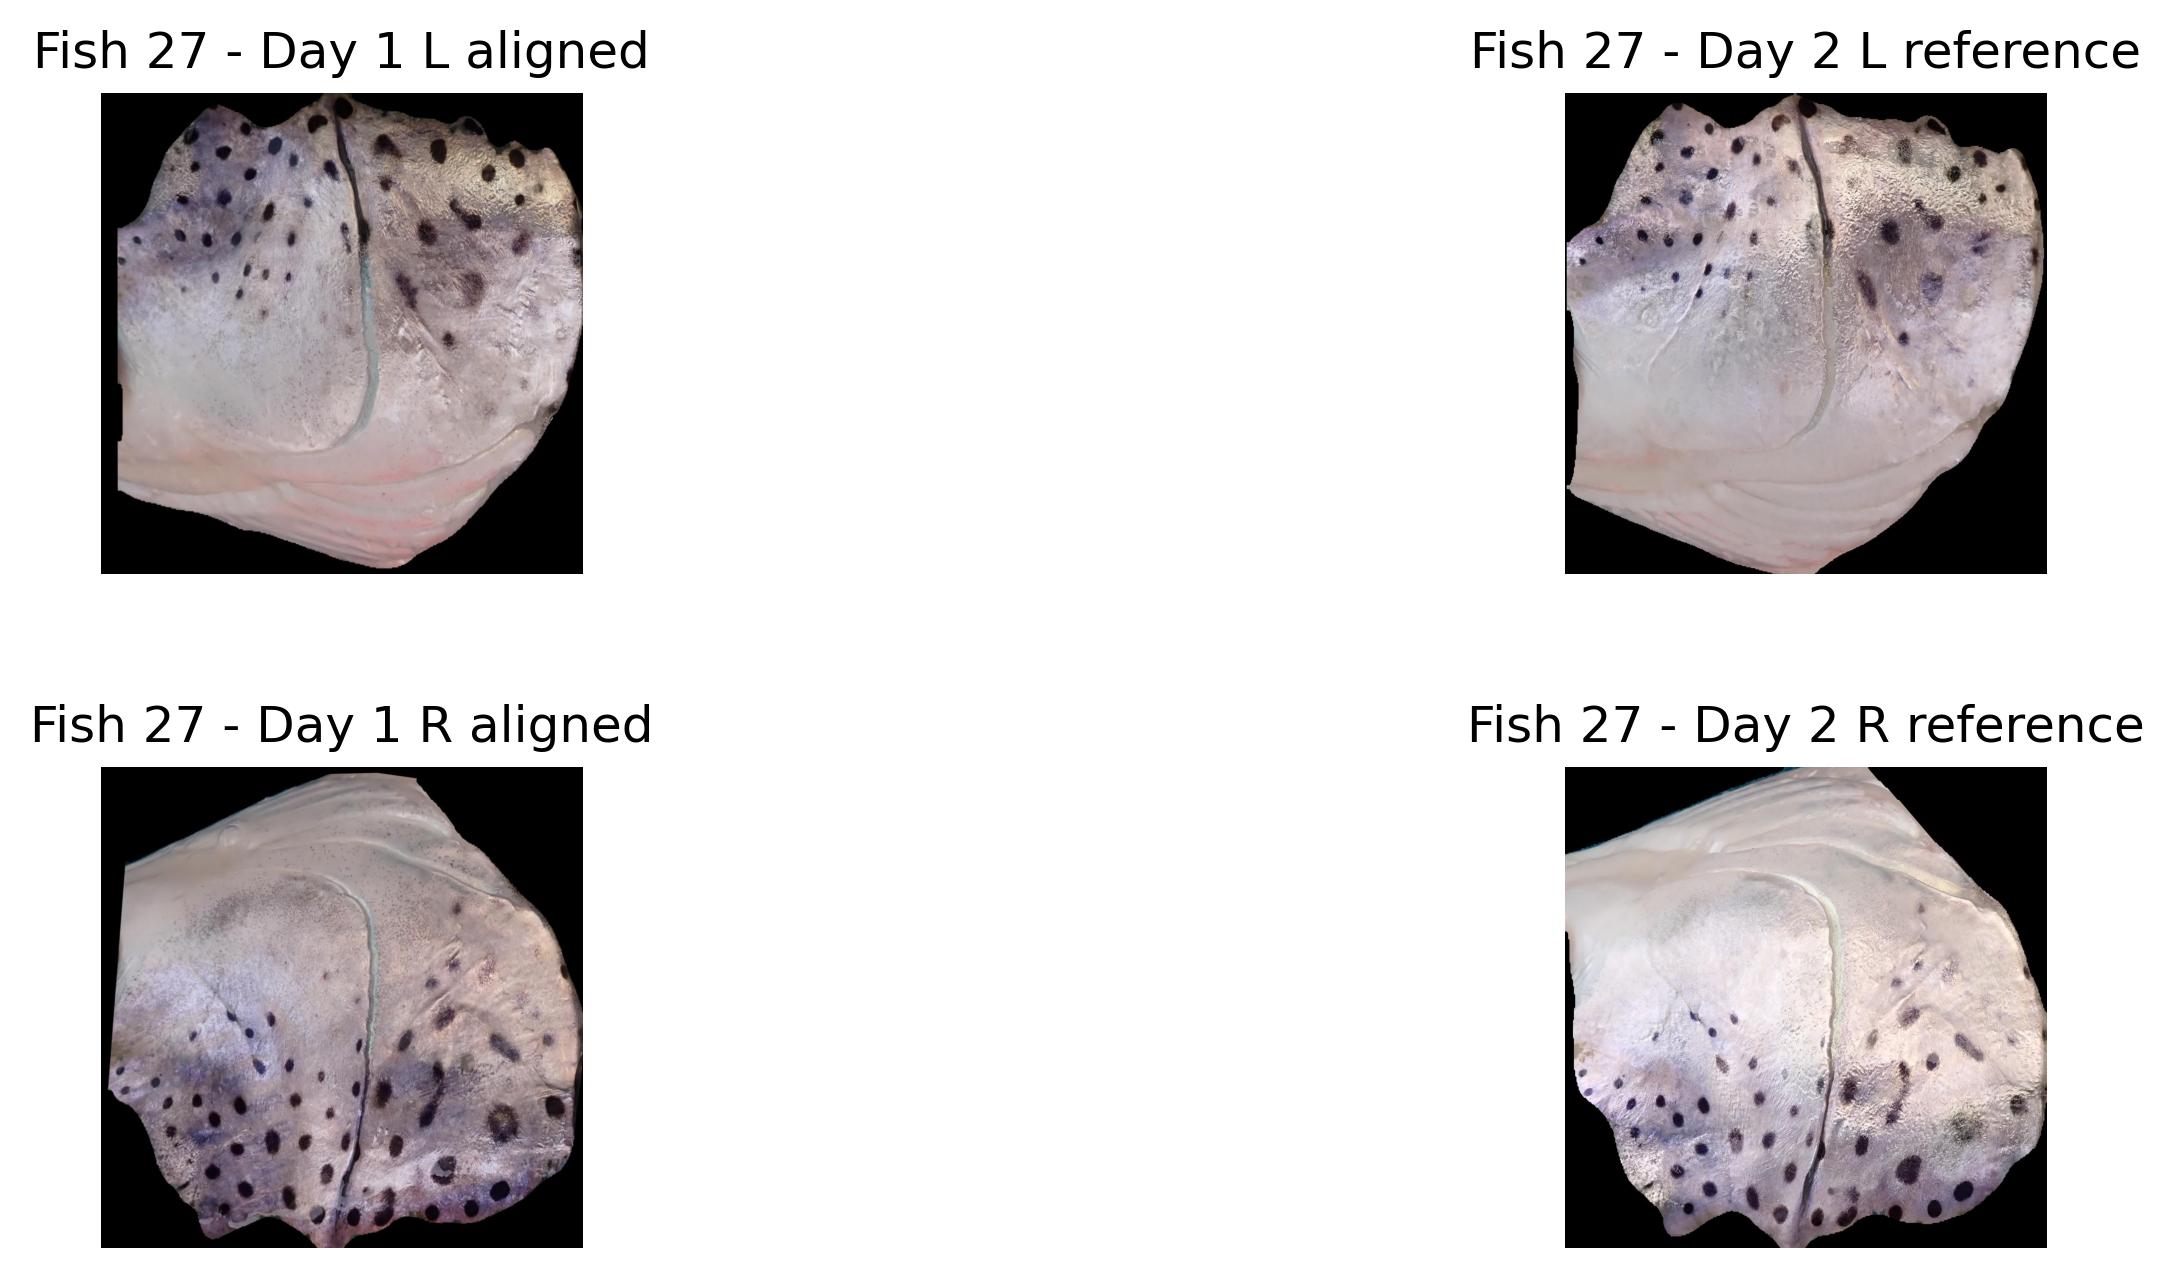 Fish 27 - Day 1 L aligned
Fish 27 - Day 2 L reference
Fish 27 - Day 1 R aligned
Fish 27 - Day 2 R reference